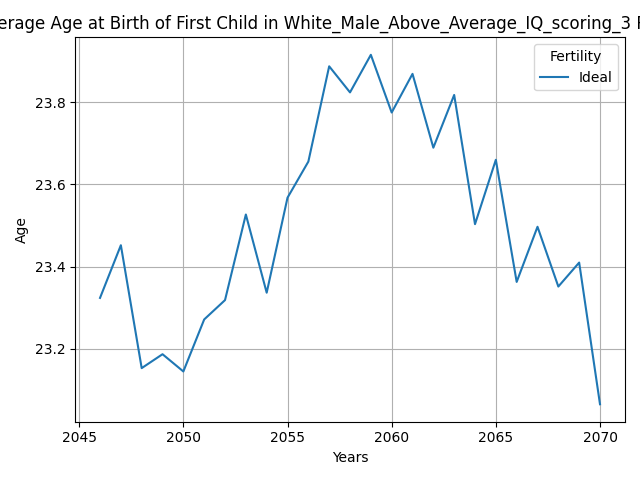 erage Age at Birth of First Child in White_Male_Above_Average_IQ_scoring_3
Fertility
Ideal
23.8
23.6
23.4
23.2
Age
2045 2050 2055 2060 2065 2070
Years